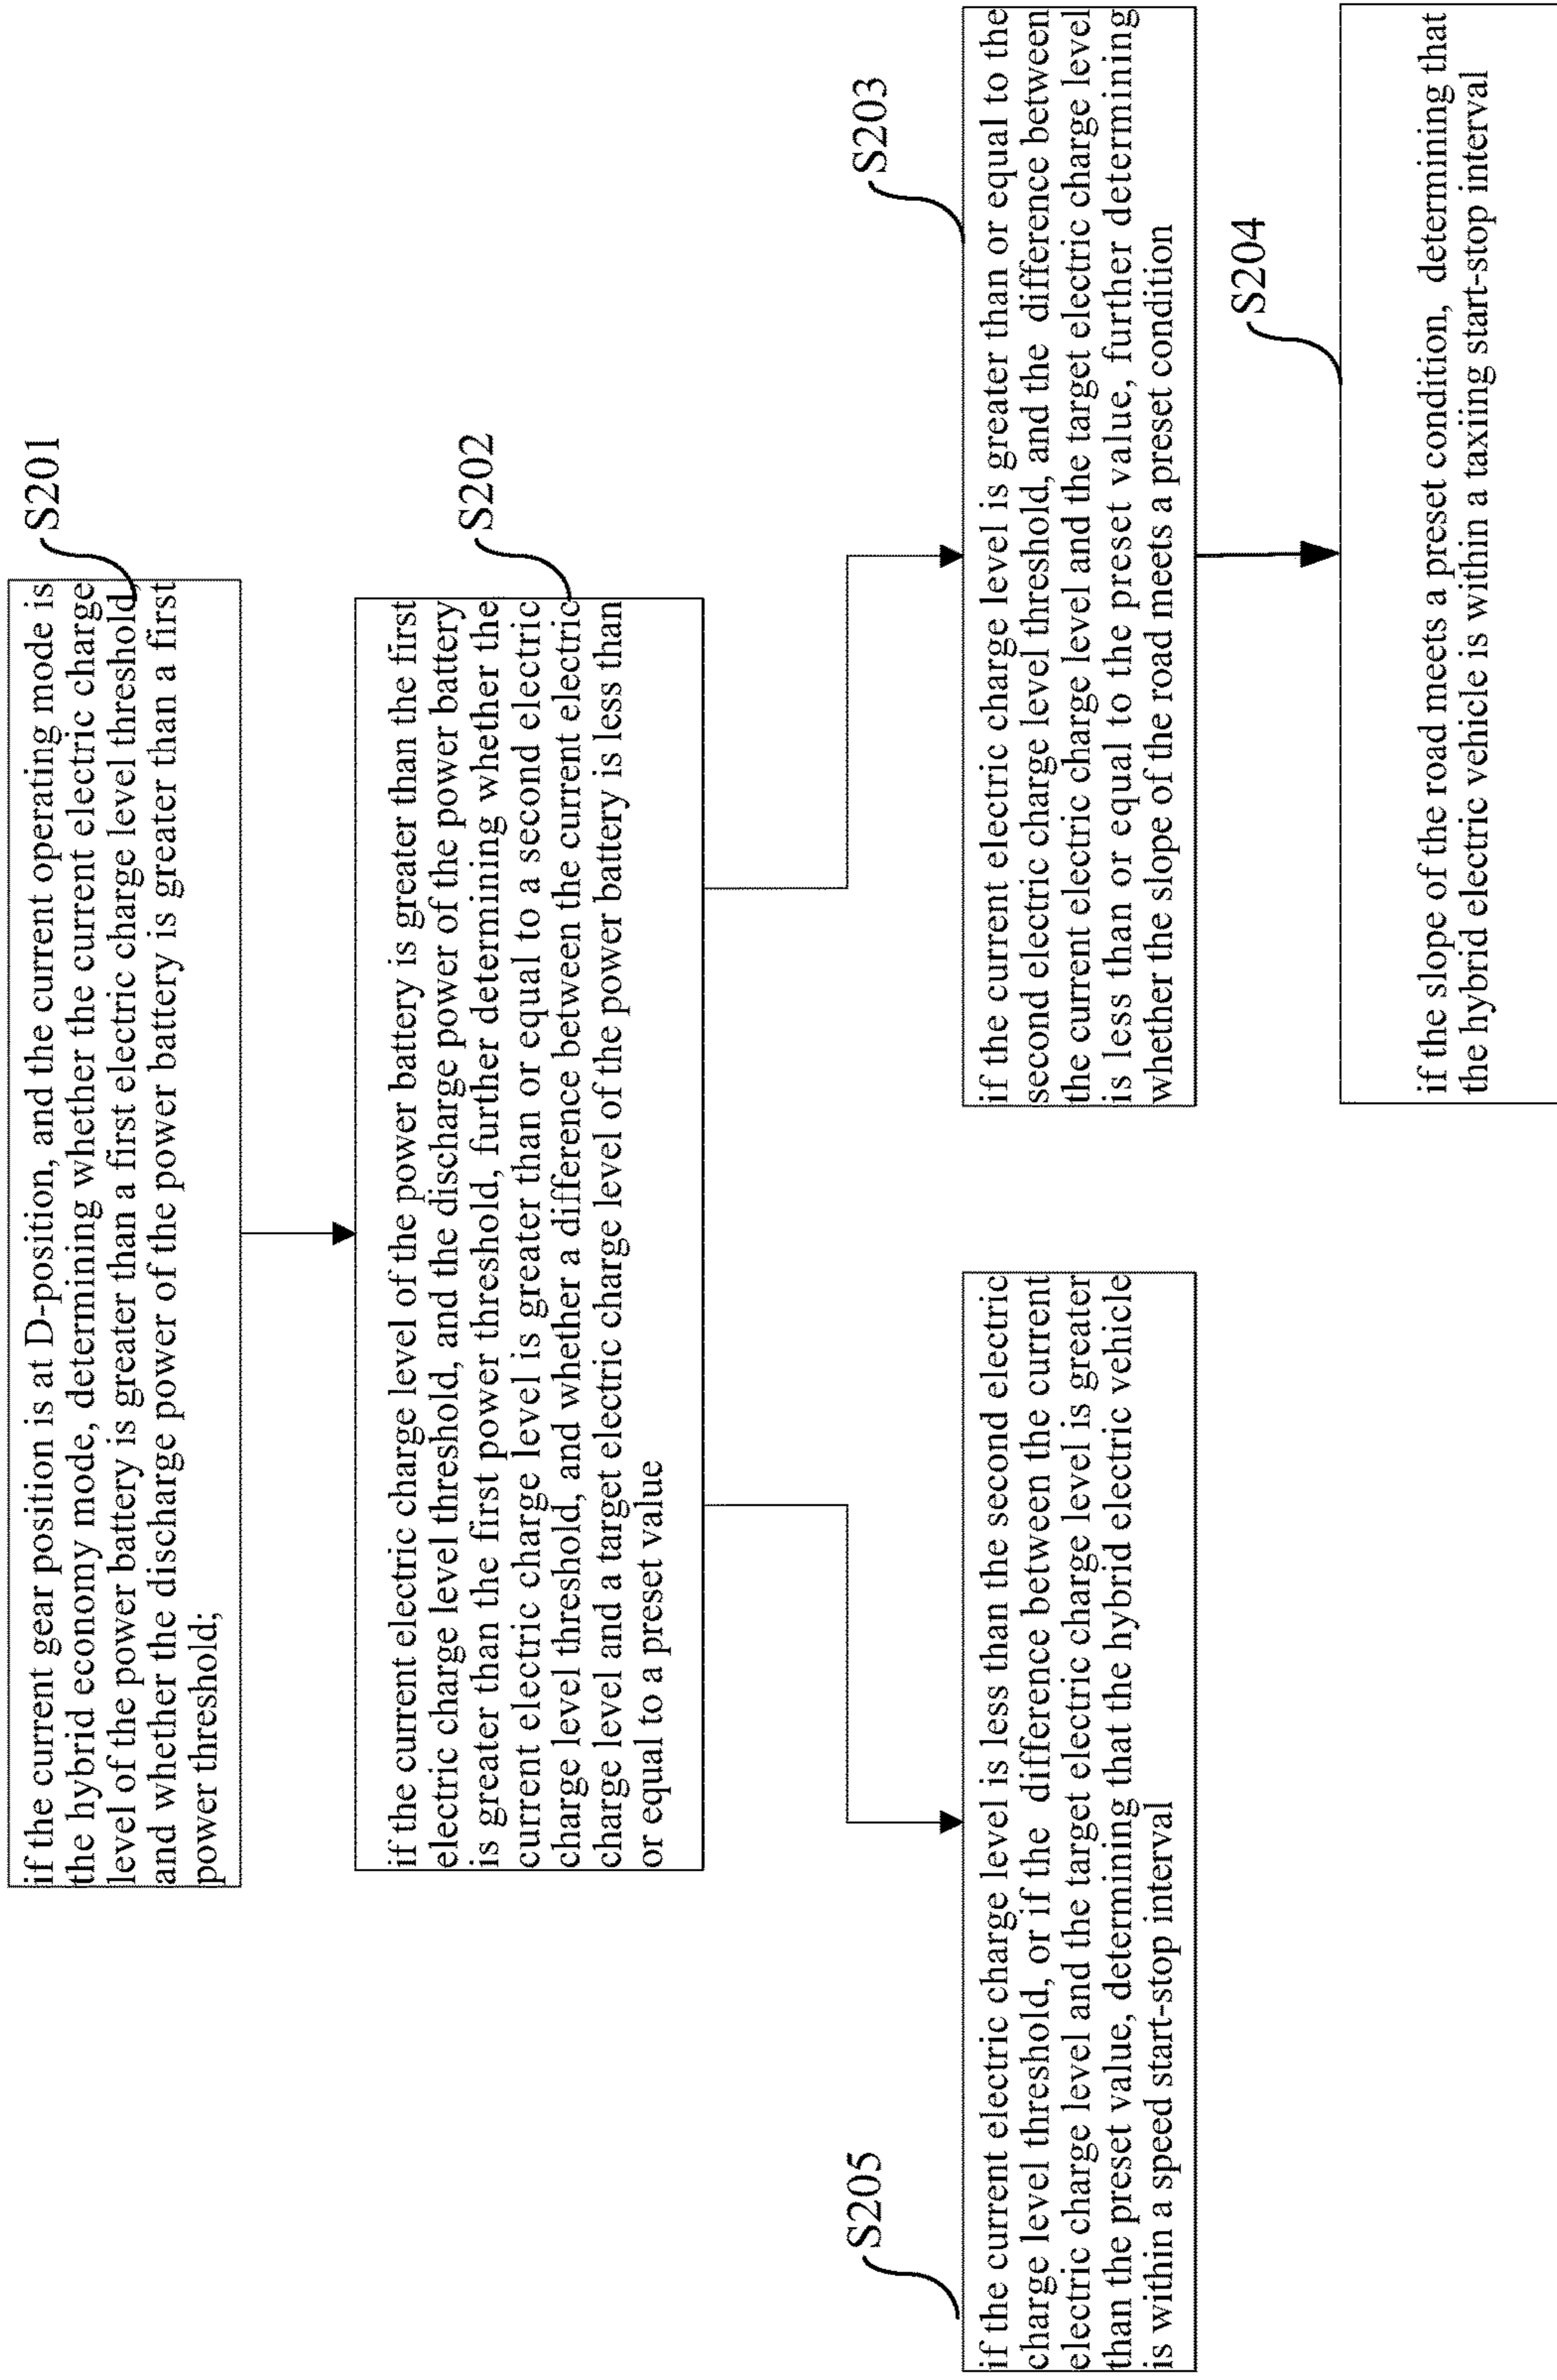 if the current gear position is at D-position, and the current operating mode is
the hybrid economy mode, determining whether the current electric charge
level of the power battery is greater than a first electric charge level threshold,
and whether the discharge power of the power battery is greater than a first
power threshold;
S201
if the current electric charge level of the power battery is greater than the first
electric charge level threshold, and the discharge power of the power battery
is greater than the first power threshold, further determining whether the
current electric charge level is greater than or equal to a second electric
charge level threshold, and whether a difference between the current electric
charge level and a target electric charge level of the power battery is less than
or equal to a preset value
S202
S205
if the current electric charge level is less than the second electric
charge level threshold, or if the difference between the current
electric charge level and the target electric charge level is greater
than the preset value, determining that the hybrid electric vehicle
is within a speed start-stop interval
S203
if the current electric charge level is greater than or equal to the
second electric charge level threshold, and the difference between
the current electric charge level and the target electric charge level
is less than or equal to the preset value, further determining
whether the slope of the road meets a preset condition
S204
if the slope of the road meets a preset condition, determining that
the hybrid electric vehicle is within a taxiing start-stop interval